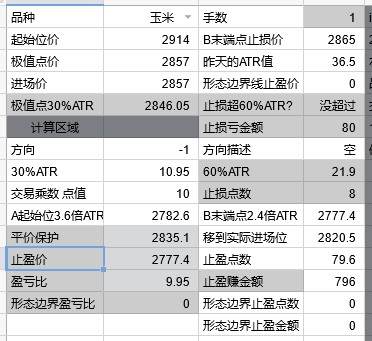 品种 玉米 手数 1
起始位价 2914 B末端点止损价 2865
极值点价 2857 昨天的ATR值 36.5
进场价 2857 形态边界线止盈价 0
极值点30%ATR 2846.05 止损超60%ATR? 没超过
计算区域 止损亏金额 80
方向 -1 方向描述 空
30%ATR 10.95 60%ATR 21.9
交易乘数 点值 10 止损点数 8
A起始位3.6倍ATR 2782.6 B末端点2.4倍ATR 2777.4
平价保护 2835.1 移到实际进场位 2820.5
止盈价 2777.4 止盈点数 79.6
盈亏比 9.95 止盈赚金额 796
形态边界盈亏比 0 形态边界止盈点数 0
形态边界止盈金额 0